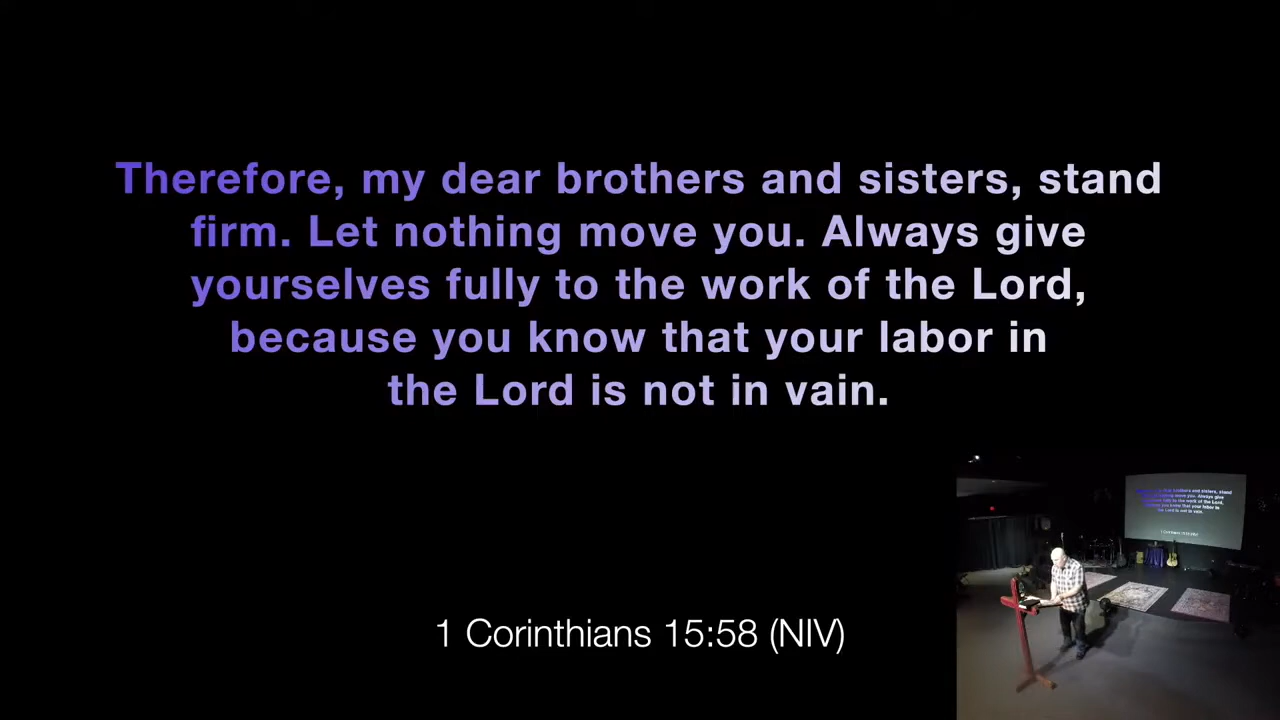 Therefore, my dear brothers and sisters, stand
firm. Let nothing move you. Always give
yourselves fully to the work of the Lord,
because you know that your labor in
the Lord is not in vain.
1 Corinthians 15:58 (NIV)